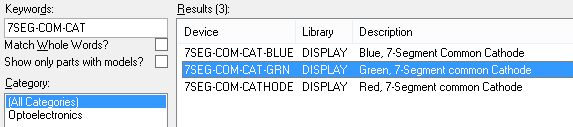 Keywords:
7SEG-COM-CAT
Match Whole Words?
Show only parts with models?
Category:
(All Categories)
Optoelectronics
Results (3):
Device Library Description
7SEG-COM-CAT-BLUE DISPLAY Blue, 7-Segment Common Cathode
7SEG-COM-CAT-GRN DISPLAY Green, 7-Segment common Cathode
7SEG-COM-CATHODE DISPLAY Red, 7-Segment Common Cathode